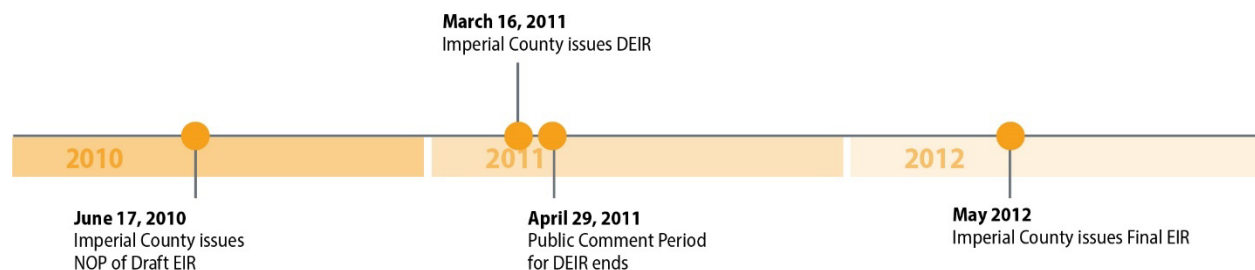 March 16, 2011
Imperial County issues DEIR
2010
2011
2012
June 17, 2010
Imperial County issues
NOP of Draft EIR
April 29, 2011
Public Comment Period
for DEIR ends
May 2012
Imperial County issues Final EIR